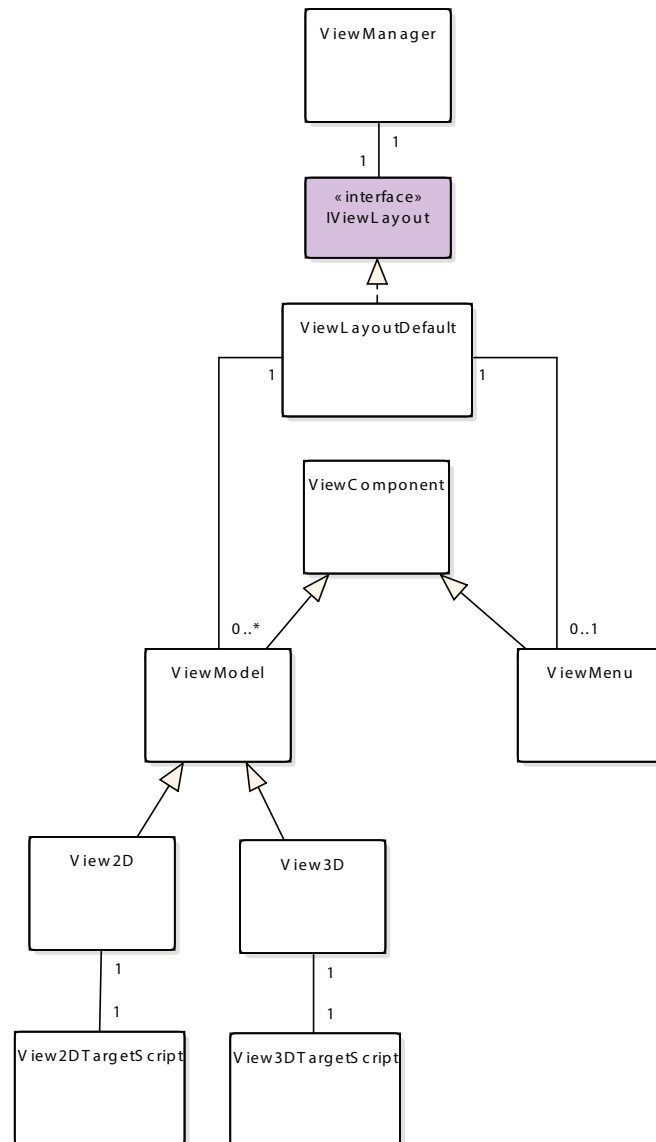 ViewManager
1
1
«interface»
IViewLayout
ViewLayoutDefault
1
1
ViewComponent
0..*
0..1
ViewModel
ViewMenu
View2D
View3D
1
1
1
1
View2DTargetScript
View3DTargetScript